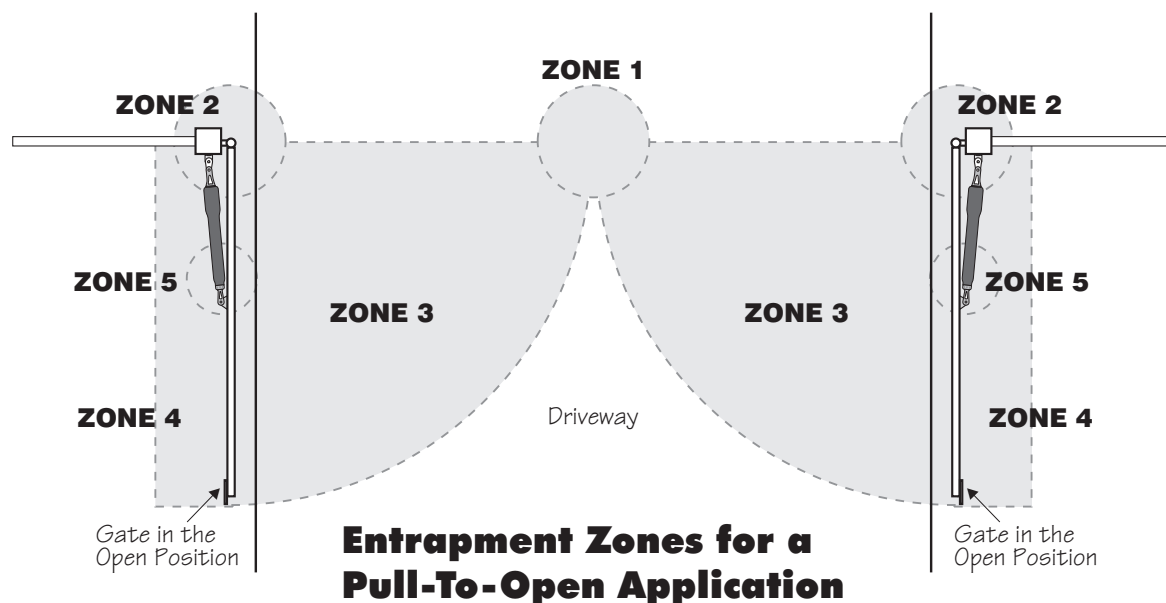 ZONE 1
ZONE 2
ZONE 2
ZONE 5
ZONE 5
ZONE 3
ZONE 3
ZONE 4
Driveway
ZONE 4
Gate in the
Open Position
Entrapment Zones for a
Pull-To-Open Application
Gate in the
Open Position